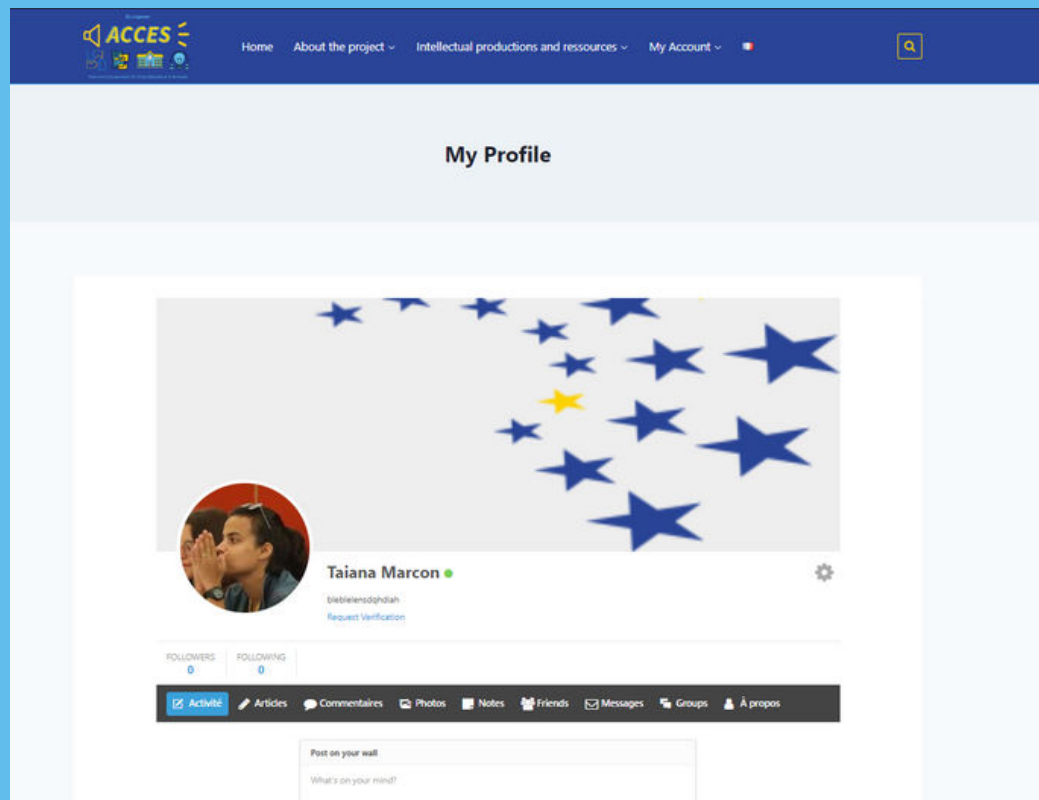 ACCES
Home About the project Intellectual productions and ressources My Account
My Profile
Taiana Marcon
bleblelensdqhdiah
Request Verification
FOLLOWERS FOLLOWING
0 0
Activité Articles Commentaires Photos Notes Friends Messages Groups À propos
Post on your wall
What's on your mind?